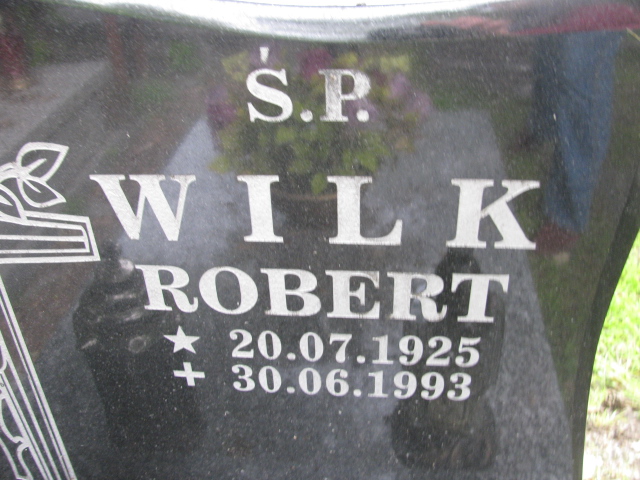 Ś.P.
WILK
ROBERT
★ 20.07.1925
+ 30.06.1993